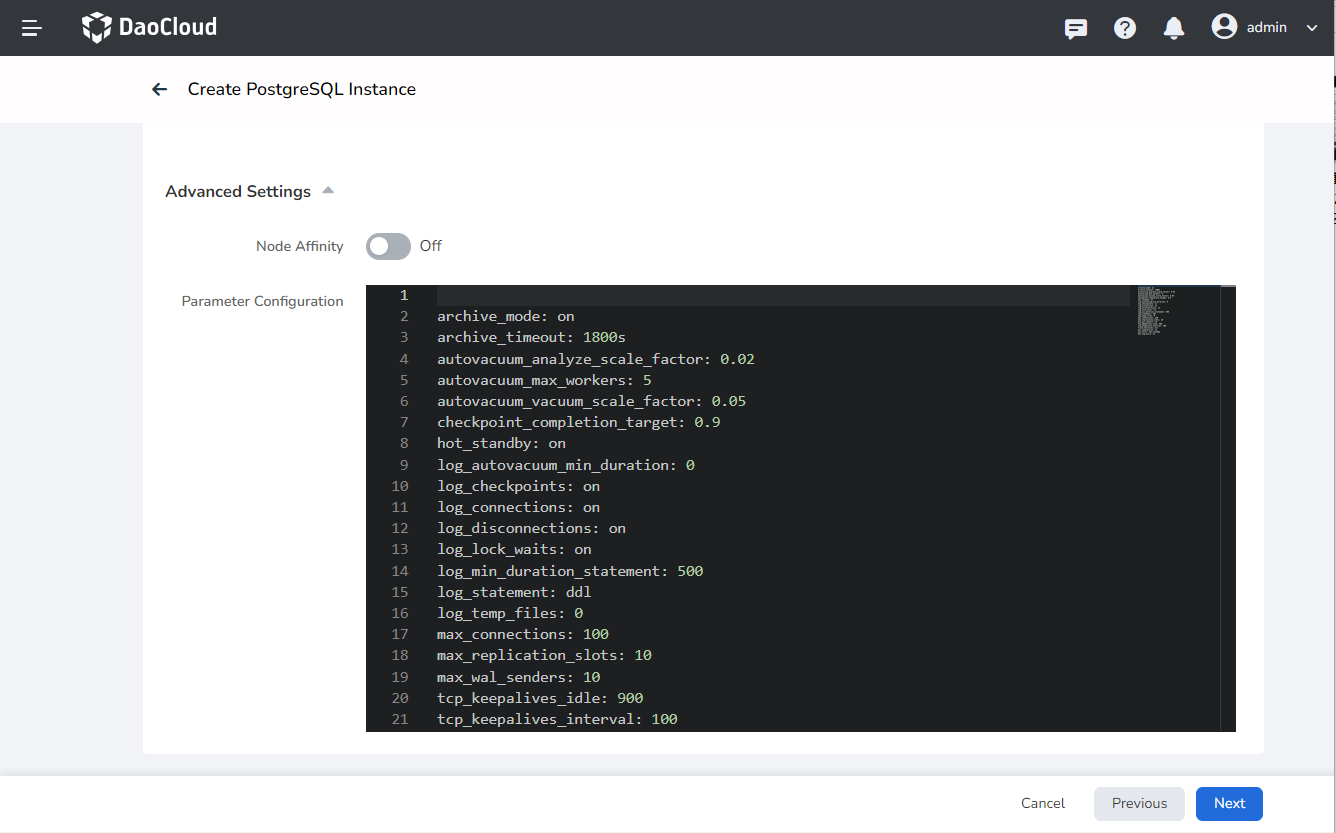 DaoCloud
admin
Create PostgreSQL Instance
Advanced Settings
Node Affinity Off
Parameter Configuration
1
2 archive_mode: on
3 archive_timeout: 1800s
4 autovacuum_analyze_scale_factor: 0.02
5 autovacuum_max_workers: 5
6 autovacuum_vacuum_scale_factor: 0.05
7 checkpoint_completion_target: 0.9
8 hot_standby: on
9 log_autovacuum_min_duration: 0
10 log_checkpoints: on
11 log_connections: on
12 log_disconnections: on
13 log_lock_waits: on
14 log_min_duration_statement: 500
15 log_statement: ddl
16 log_temp_files: 0
17 max_connections: 100
18 max_replication_slots: 10
19 max_wal_senders: 10
20 tcp_keepalives_idle: 900
21 tcp_keepalives_interval: 100
Cancel Previous Next